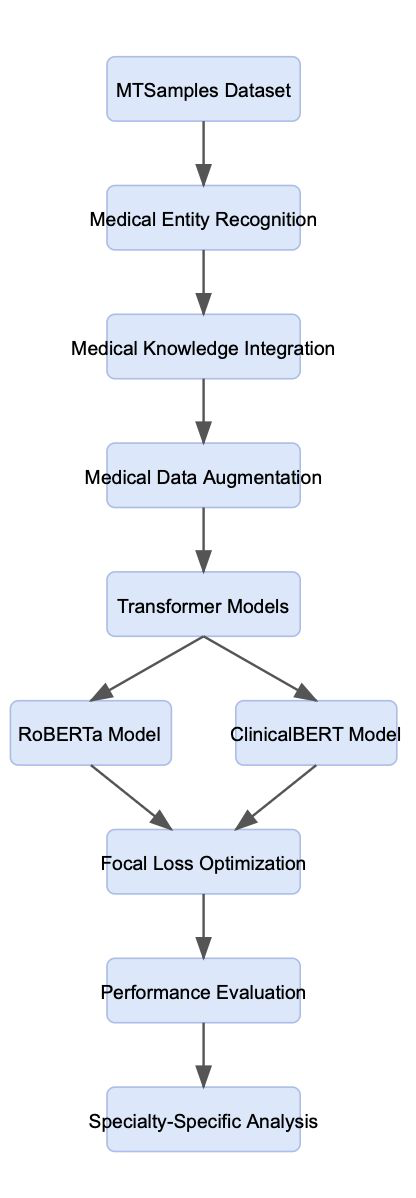 MTSamples Dataset
Medical Entity Recognition
Medical Knowledge Integration
Medical Data Augmentation
Transformer Models
RoBERTa Model
ClinicalBERT Model
Focal Loss Optimization
Performance Evaluation
Specialty-Specific Analysis